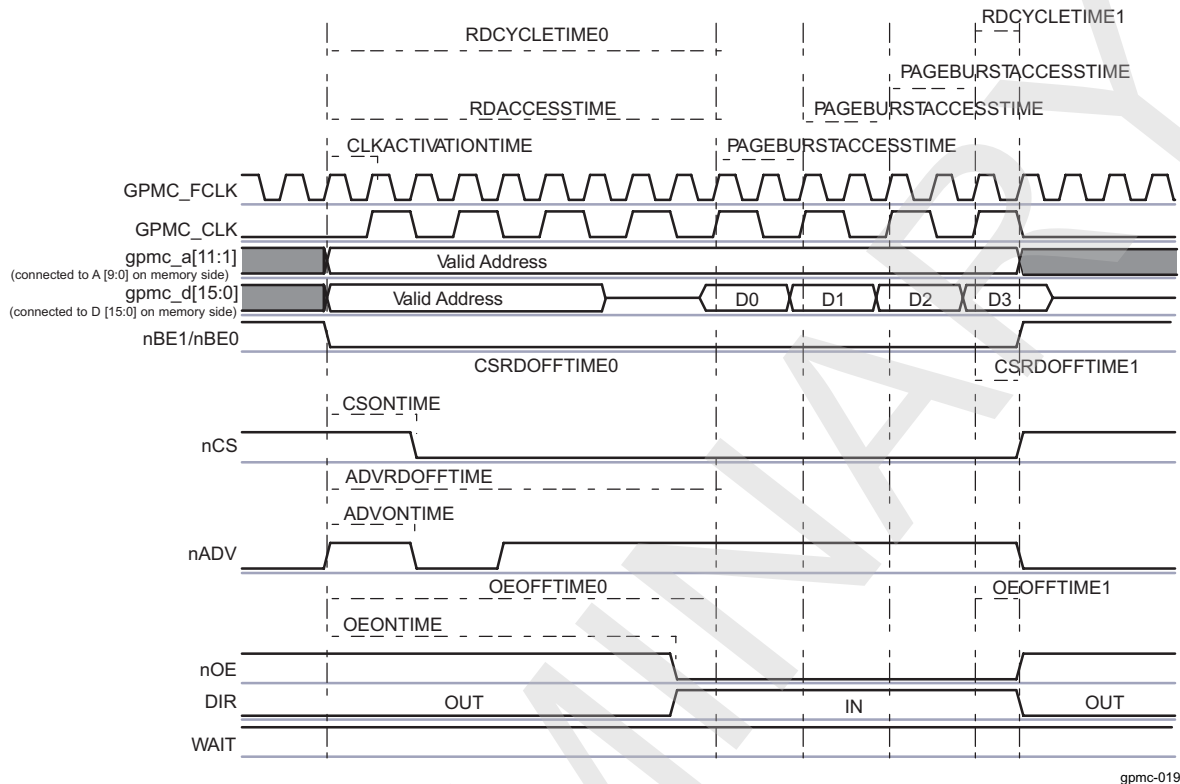 RDCYCLETIME1
RDCYCLETIME0
PAGEBURSTACCESSTIME
RDACCESSTIME
PAGEBURSTACCESSTIME
CLKACTIVATIONTIME
PAGEBURSTACCESSTIME
GPMC_FCLK
GPMC_CLK
gpmc_a[11:1]
(connected to A [9:0] on memory side)
Valid Address
gpmc_d[15:0]
(connected to D [15:0] on memory side)
Valid Address D0 D1 D2 D3
nBE1/nBE0
CSRDOFFTIME0 CSRDOFFTIME1
CSONTIME
nCS
ADVRDOFFTIME
ADVONTIME
nADV
OEOFFTIME0 OEOFFTIME1
OEONTIME
nOE
DIR OUT IN OUT
WAIT
gpmc-019